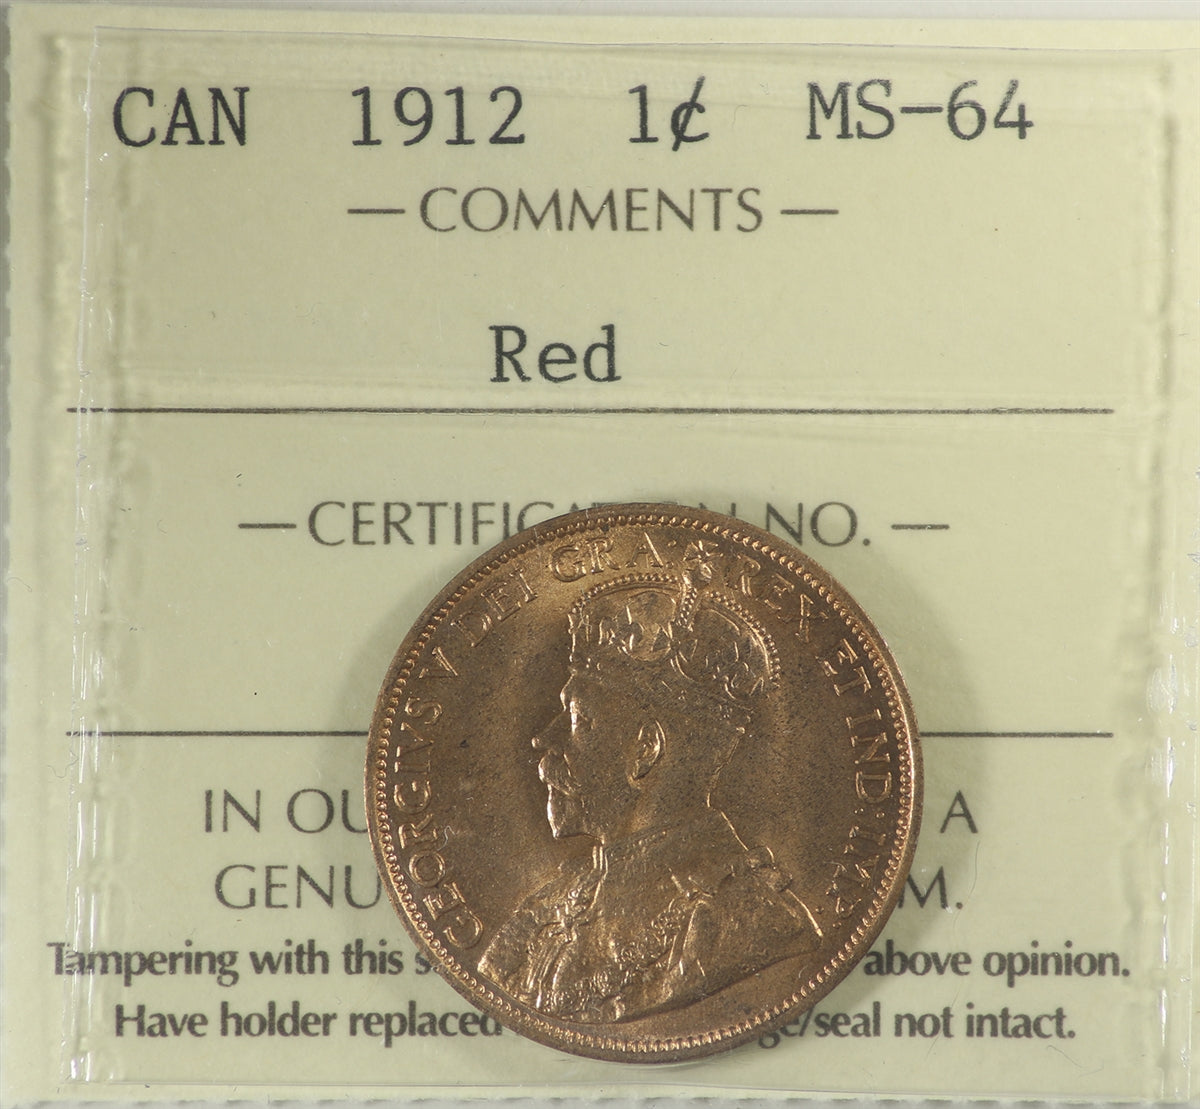 CAN 1912 1¢ MS-64
— COMMENTS —
Red
— CERTIFICATION NO. —
GEORGIVS V DEI GRA: REX ET IND: IMP:
IN OU A
GENU M.
Tampering with this s above opinion.
Have holder replaced ge/seal not intact.